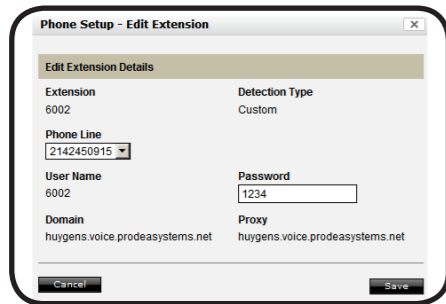 Phone Setup - Edit Extension
Edit Extension Details
Extension Detection Type
6002 Custom
Phone Line
2142450915
User Name Password
6002 1234
Domain Proxy
huygens.voice.prodeasystems.net huygens.voice.prodeasystems.net
Cancel Save